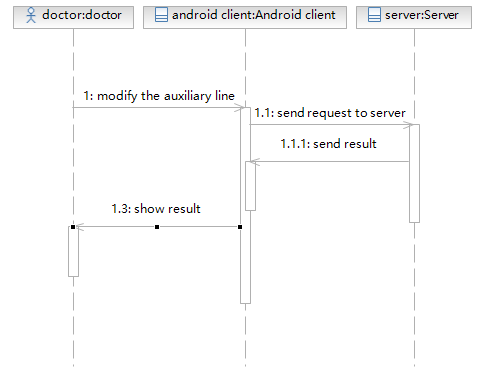 doctor:doctor
android client:Android client
server:Server
1: modify the auxiliary line
1.1: send request to server
1.1.1: send result
1.3: show result